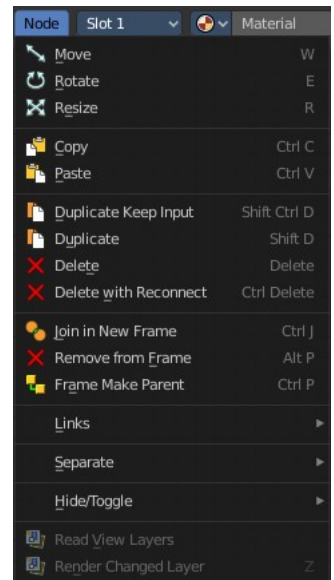 Node Slot 1 Material
Move W
Rotate E
Resize R
Copy Ctrl C
Paste Ctrl V
Duplicate Keep Input Shift Ctrl D
Duplicate Shift D
Delete Delete
Delete with Reconnect Ctrl Delete
Join in New Frame Ctrl J
Remove from Frame Alt P
Frame Make Parent Ctrl P
Links
Separate
Hide/Toggle
Read View Layers
Render Changed Layer Z